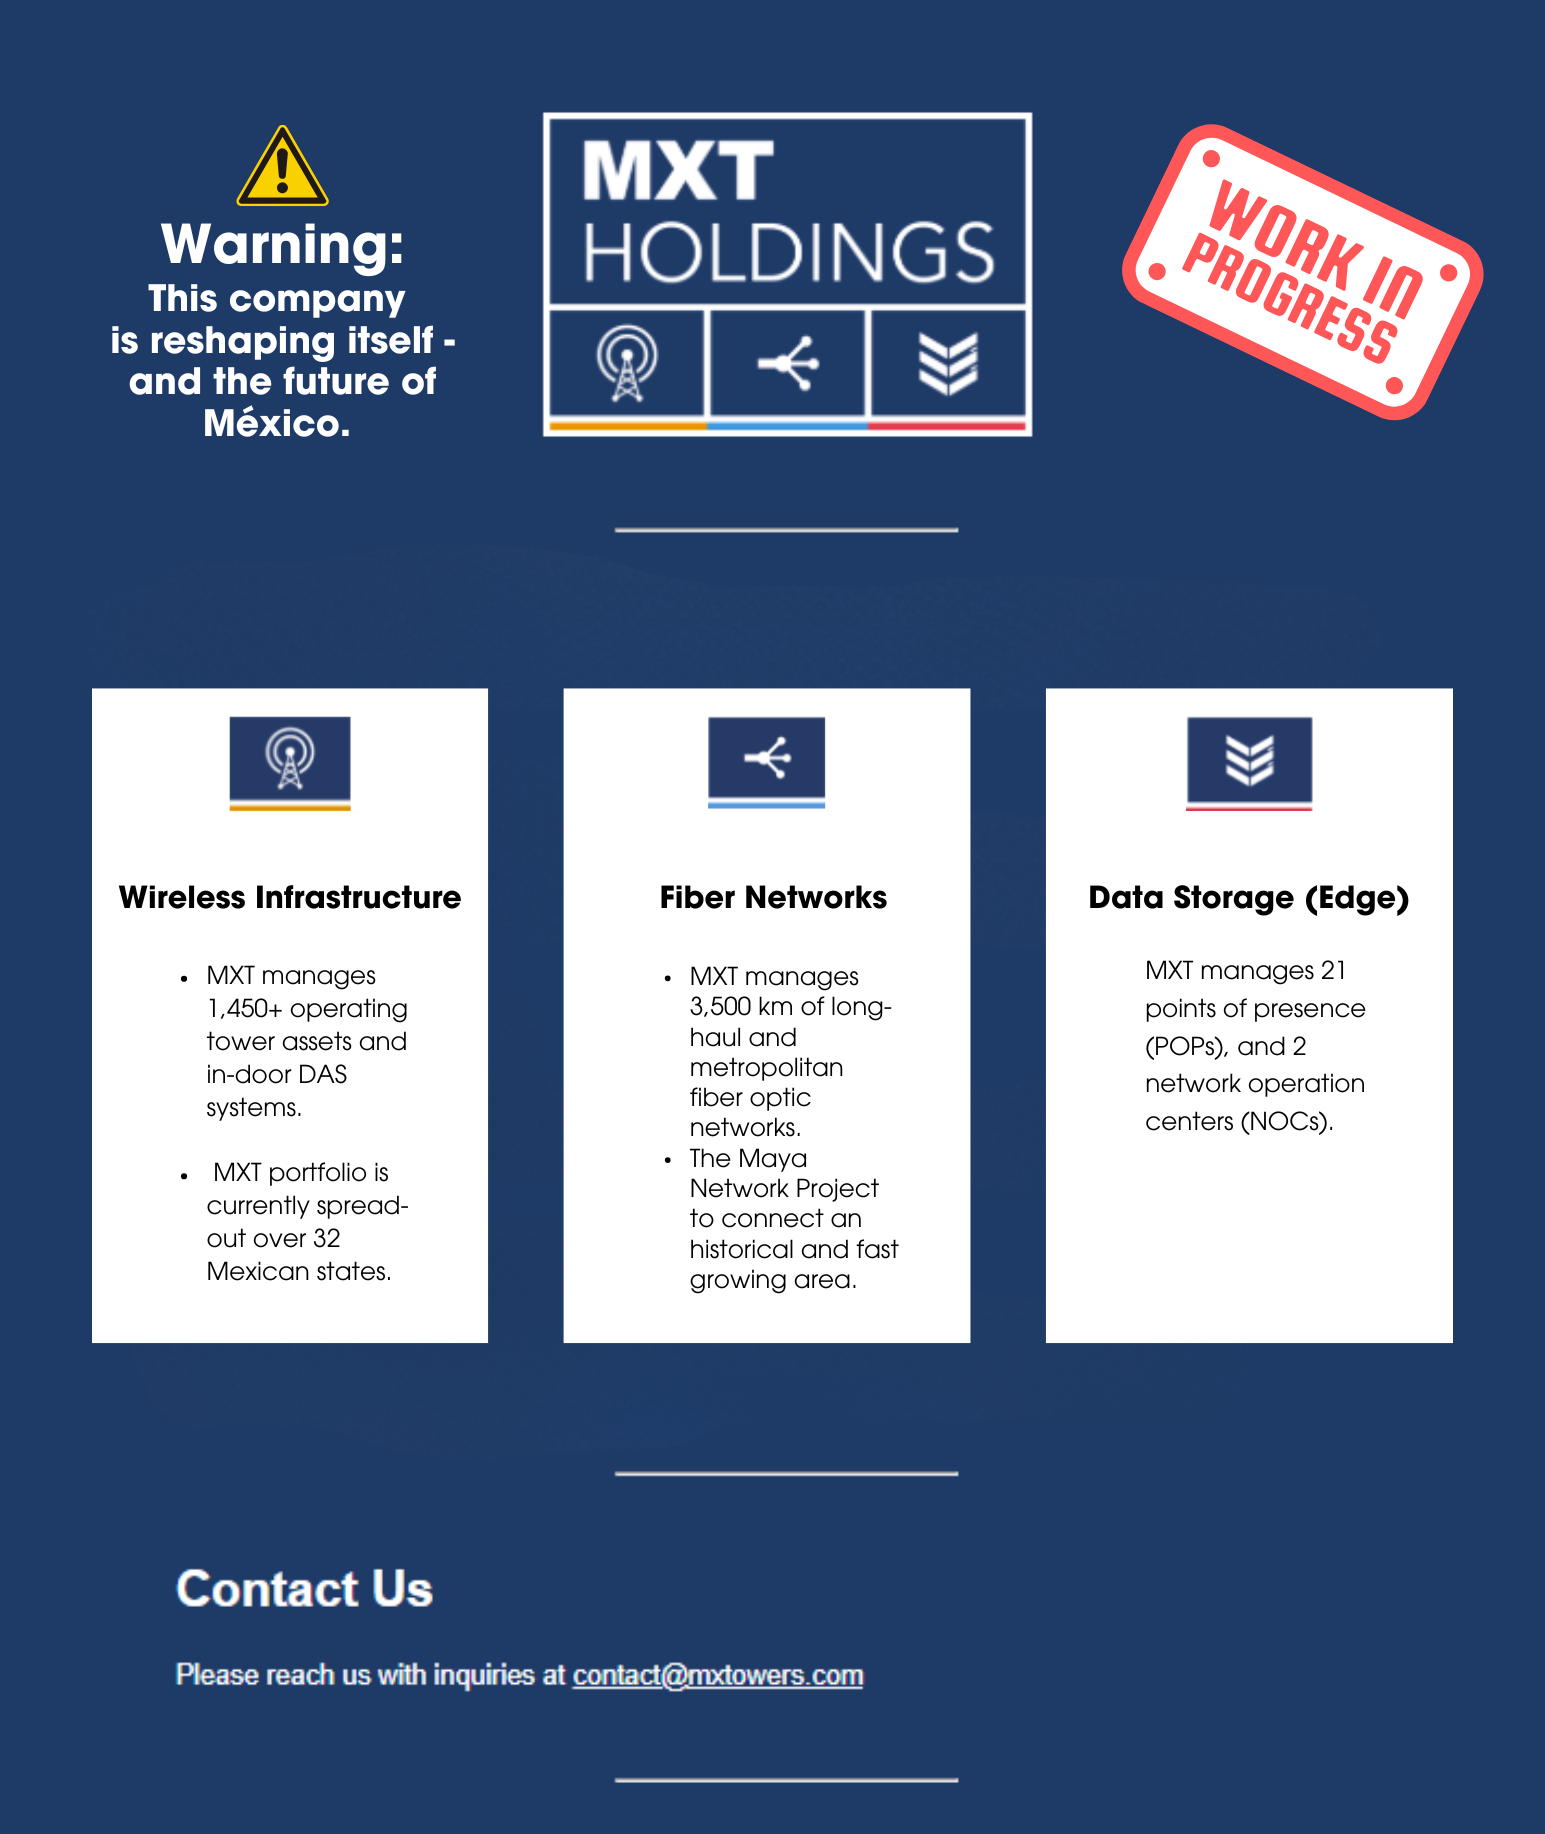 Warning:
This company
is reshaping itself -
and the future of
México.
MXT
HOLDINGS
WORK IN
PROGRESS
Wireless Infrastructure
• MXT manages
1,450+ operating
tower assets and
in-door DAS
systems.
• MXT portfolio is
currently spread-
out over 32
Mexican states.
Fiber Networks
• MXT manages
3,500 km of long-
haul and
metropolitan
fiber optic
networks.
• The Maya
Network Project
to connect an
historical and fast
growing area.
Data Storage (Edge)
MXT manages 21
points of presence
(POPs), and 2
network operation
centers (NOCs).
Contact Us
Please reach us with inquiries at contact@mxtowers.com